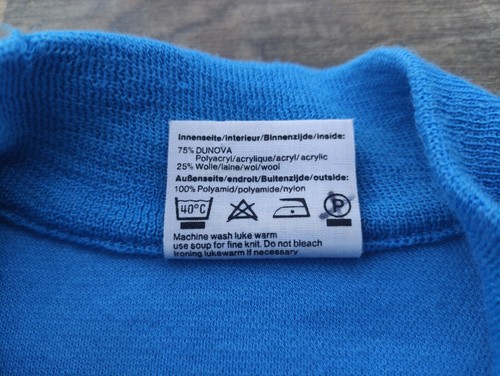 Innenseite/interieur/Binnenzijde/inside:
75% DUNOVA
Polyacryl/acrylique/acryl/acrylic
25% Wolle/laine/wol/wool
Außenseite/endroit/Buitenzijde/outside:
100% Polyamid/polyamide/nylon
40°C P
Machine wash luke warm
use soup for fine knit. Do not bleach
Ironing lukewarm if necessary